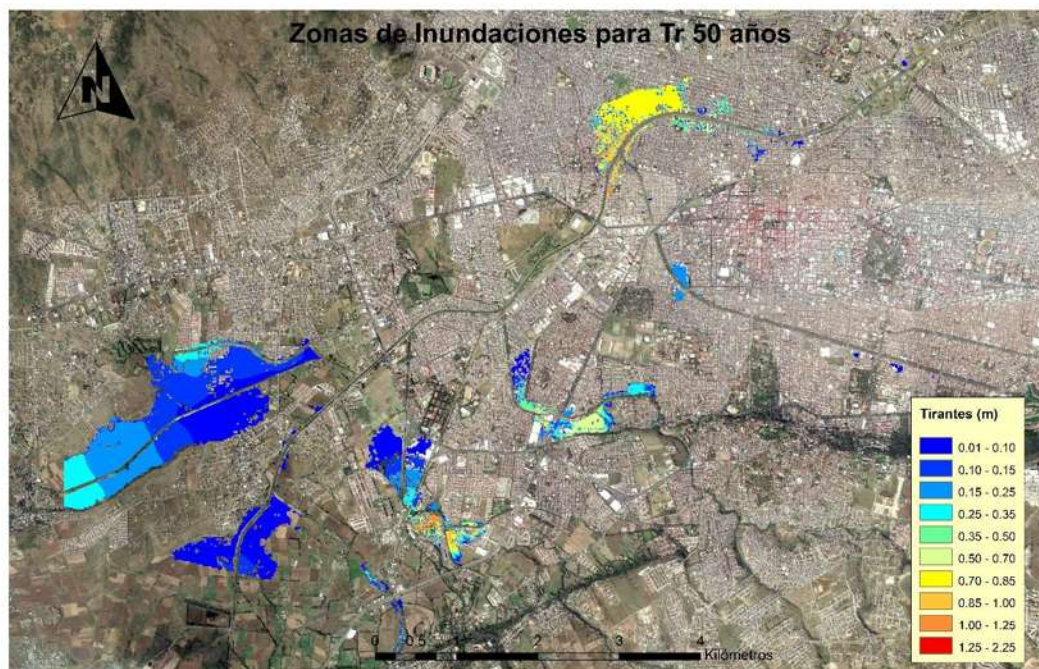 Zonas de Inundaciones para Tr 50 años
N
Tirantes (m)
0.01 - 0.10
0.10 - 0.15
0.15 - 0.25
0.25 - 0.35
0.35 - 0.50
0.50 - 0.70
0.70 - 0.85
0.85 - 1.00
1.00 - 1.25
1.25 - 2.25
0 0.5 1 2 3 4
Kilómetros